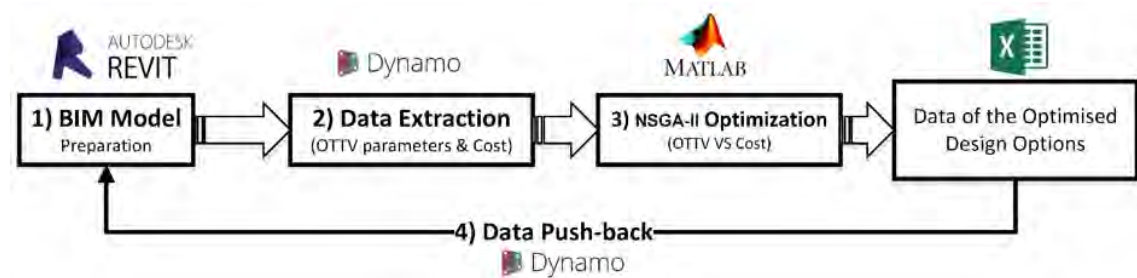 AUTODESK
REVIT
Dynamo
MATLAB
X
1) BIM Model
Preparation
2) Data Extraction
(OTTV parameters & Cost)
3) NSGA-II Optimization
(OTTV VS Cost)
Data of the Optimised
Design Options
4) Data Push-back
Dynamo